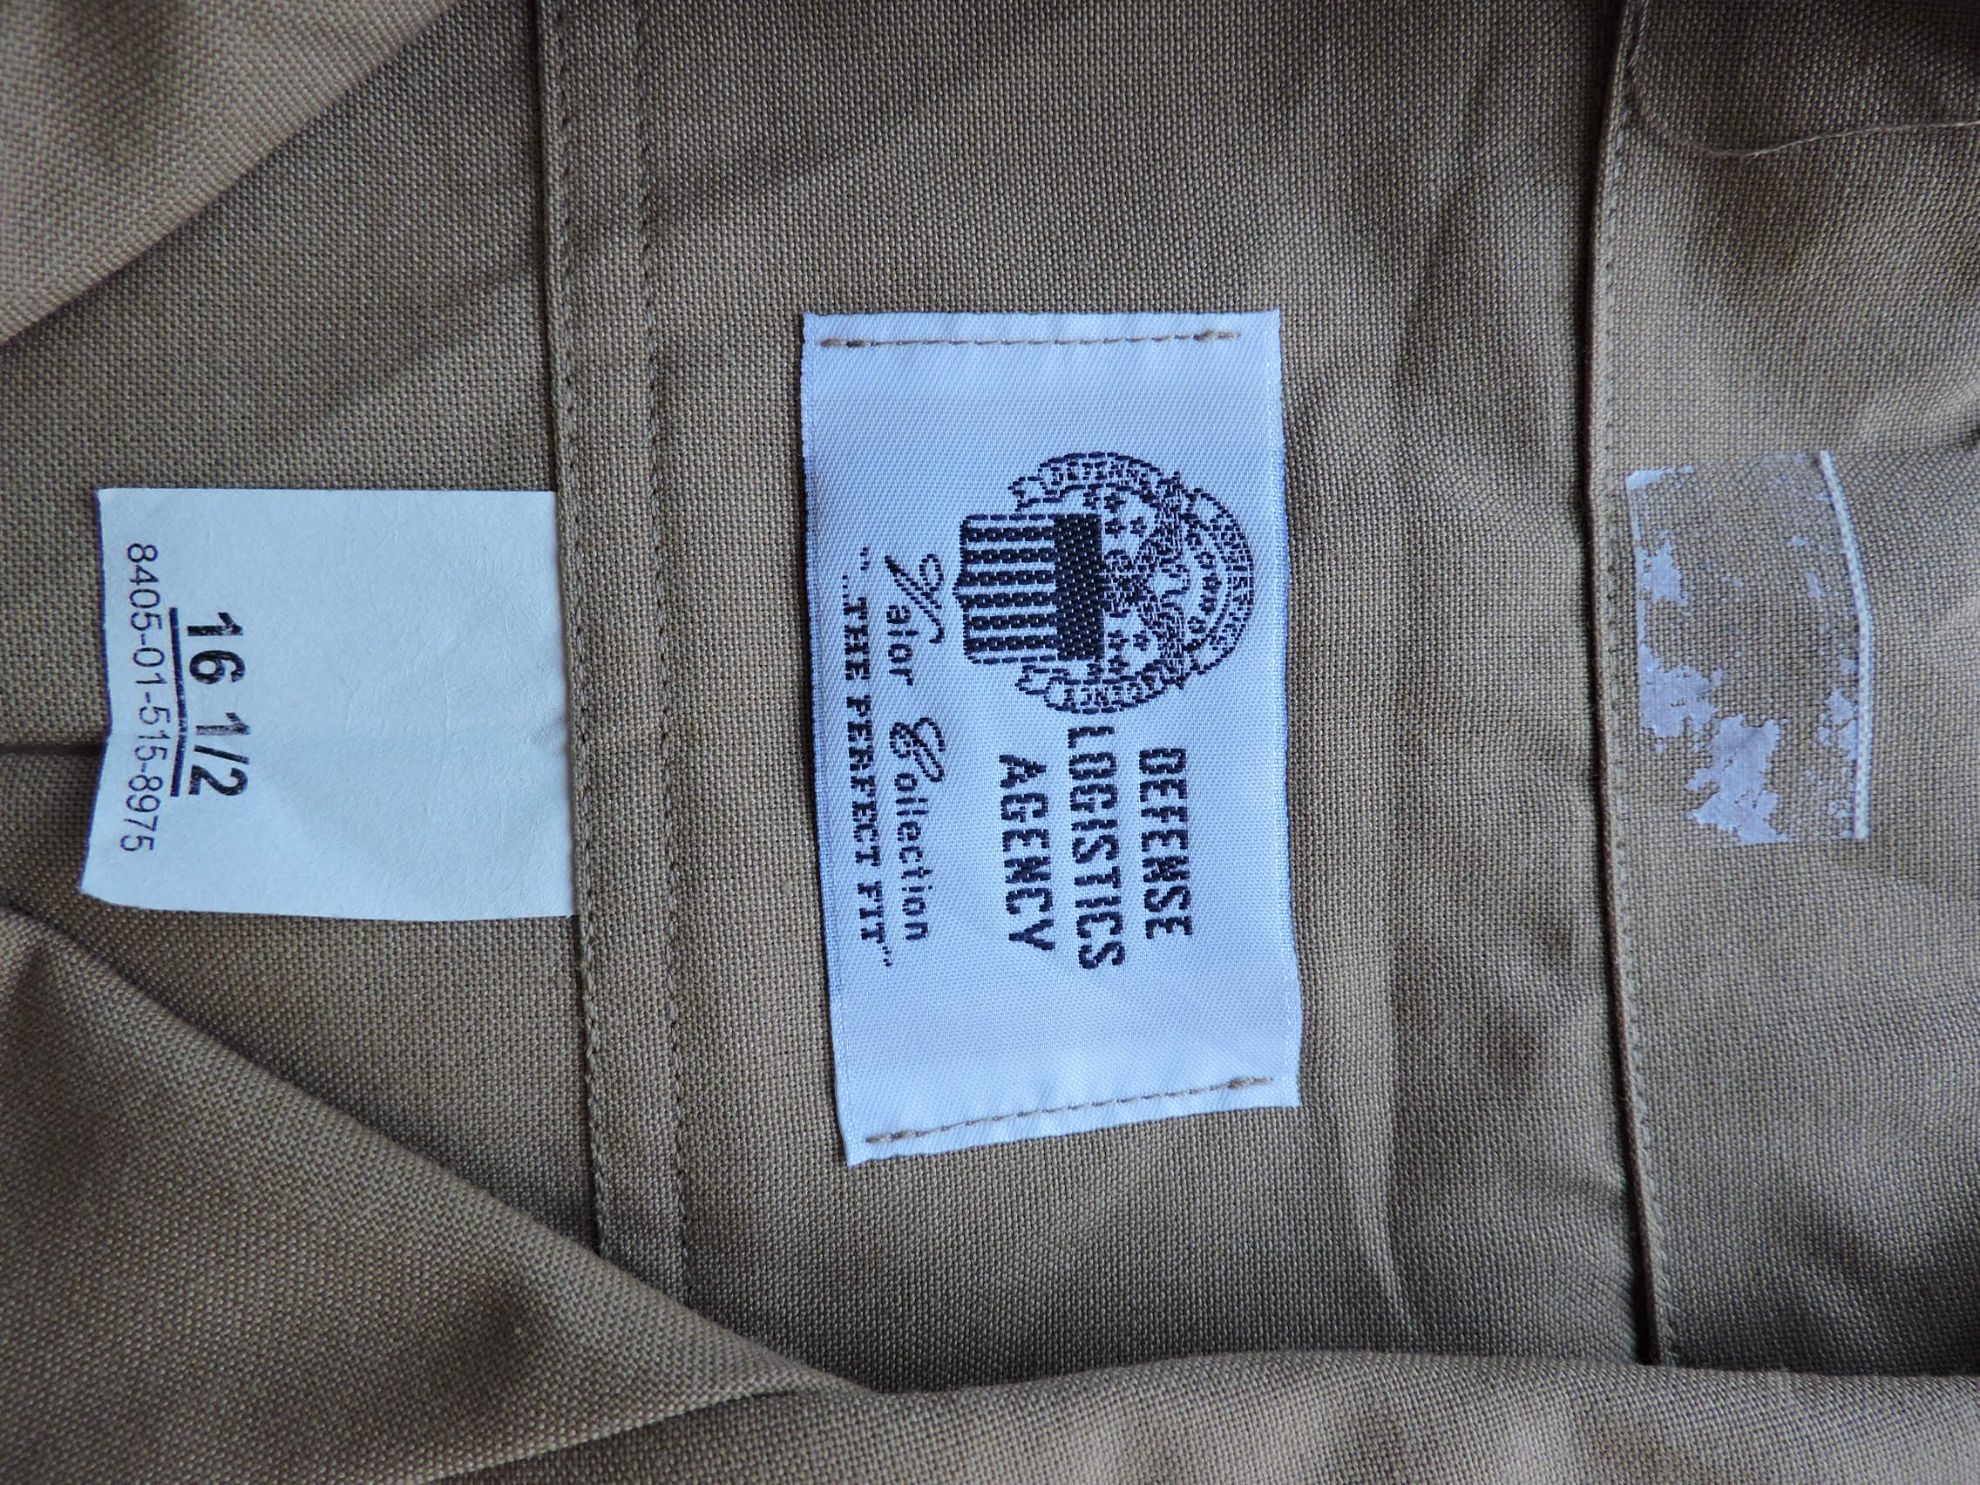 16 1/2
8405-01-515-8975
DEFENSE
LOGISTICS
AGENCY
Valor Collection
"...THE PERFECT FIT"...